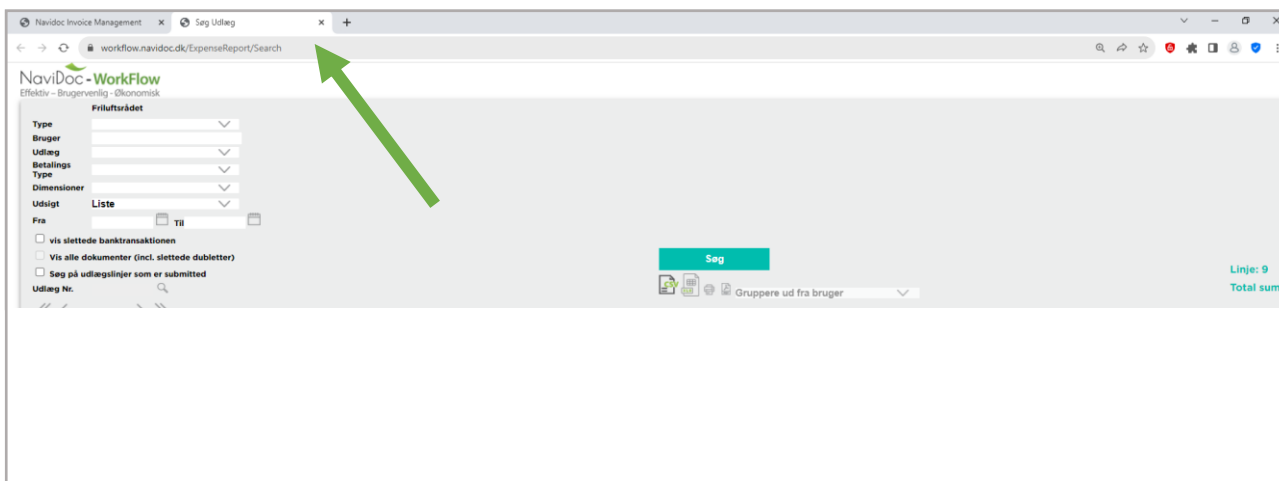 Navidoc Invoice Management
Søg Udlæg
workflow.navidoc.dk/ExpenseReport/Search
NaviDoc - WorkFlow
Effektiv – Brugervenlig - Økonomisk
Friluftsrådet
Type
Bruger
Udlæg
Betalings
Type
Dimensioner
Udsigt Liste
Fra Til
vis slettede banktransaktionen
Vis alle dokumenter (incl. slettede dubletter)
Søg på udlægslinjer som er submitted
Udlæg Nr.
Søg
CSV
Gruppere ud fra bruger
Linje: 9
Total sum